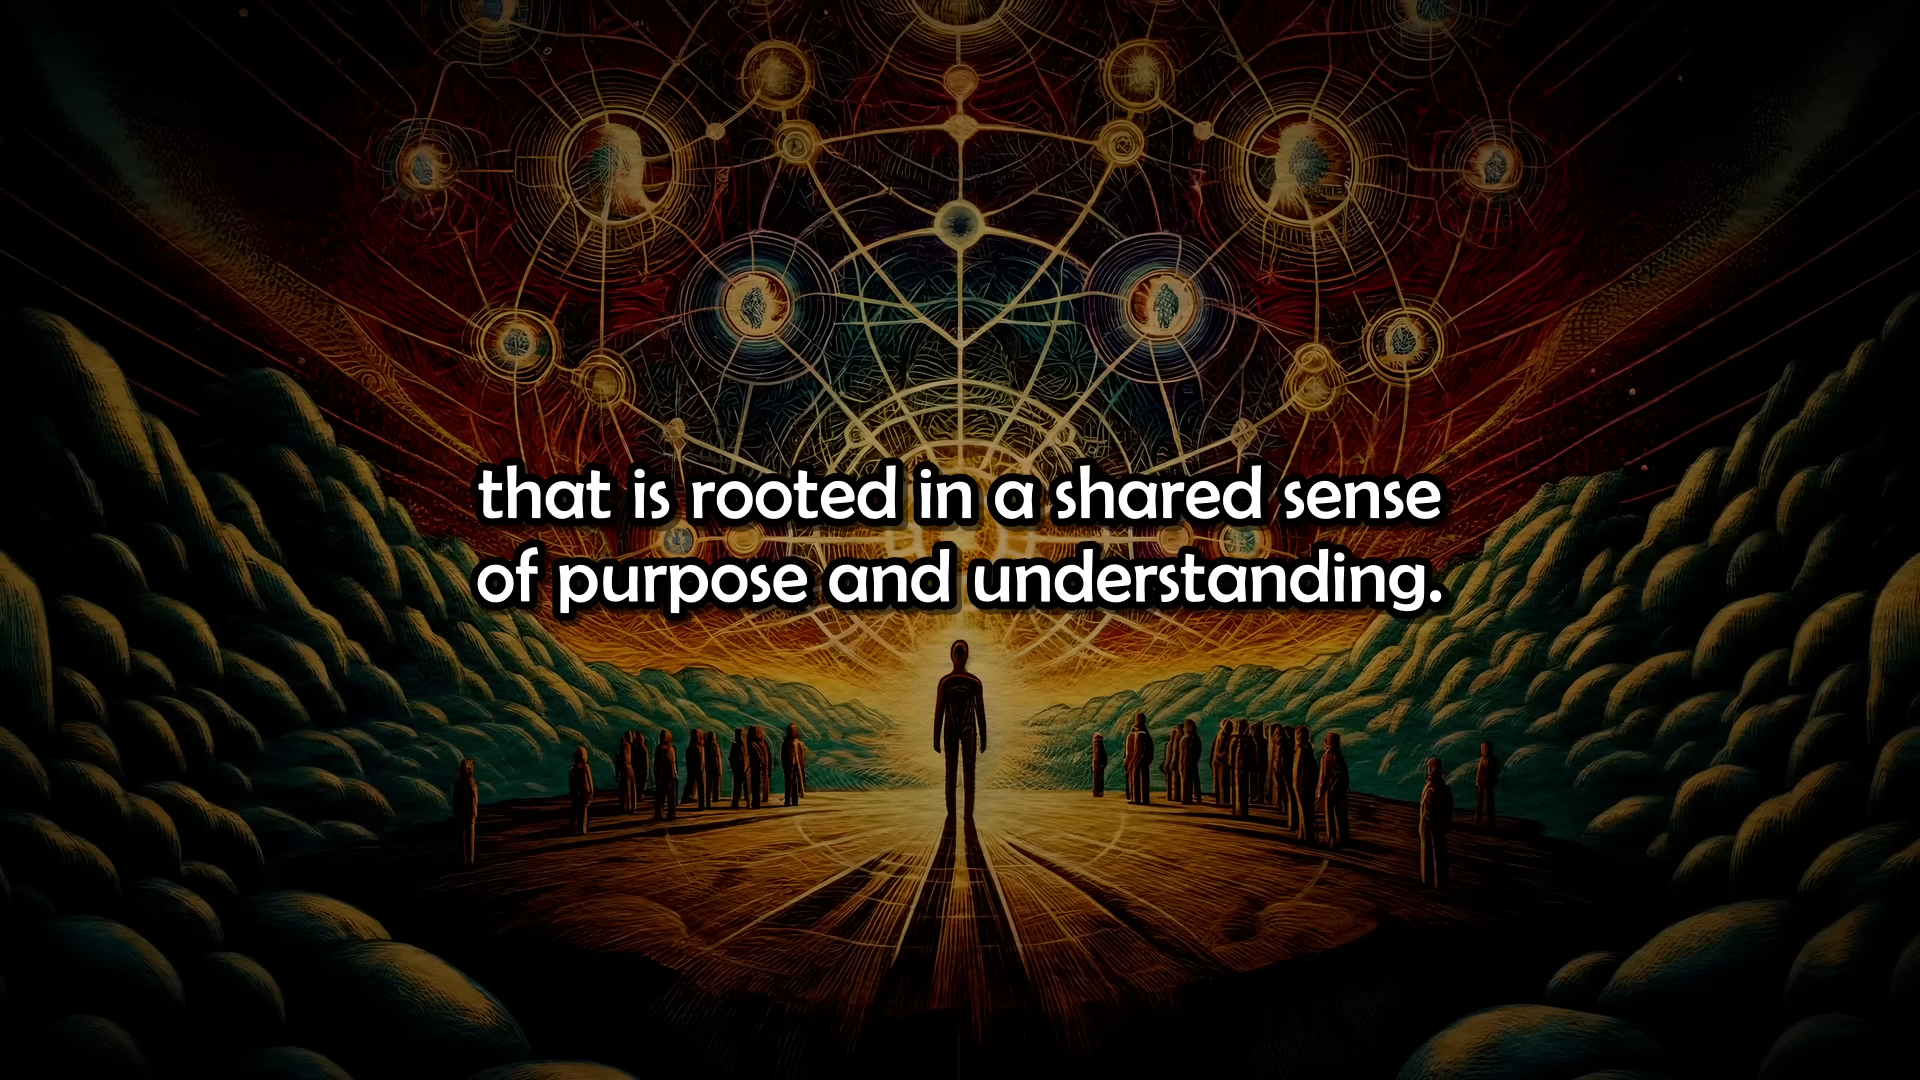 that is rooted in a shared sense
of purpose and understanding.